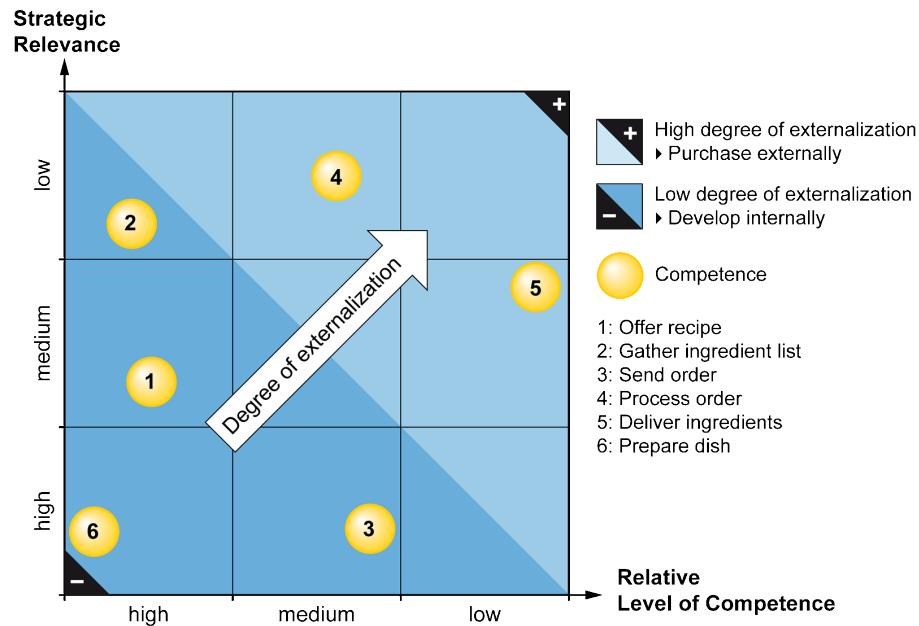 Strategic
Relevance
low
medium
high
high
medium
low
Relative
Level of Competence
2
4
5
1
6
3
Degree of externalization
+
−
+
High degree of externalization
▸ Purchase externally
−
Low degree of externalization
▸ Develop internally
Competence
1: Offer recipe
2: Gather ingredient list
3: Send order
4: Process order
5: Deliver ingredients
6: Prepare dish